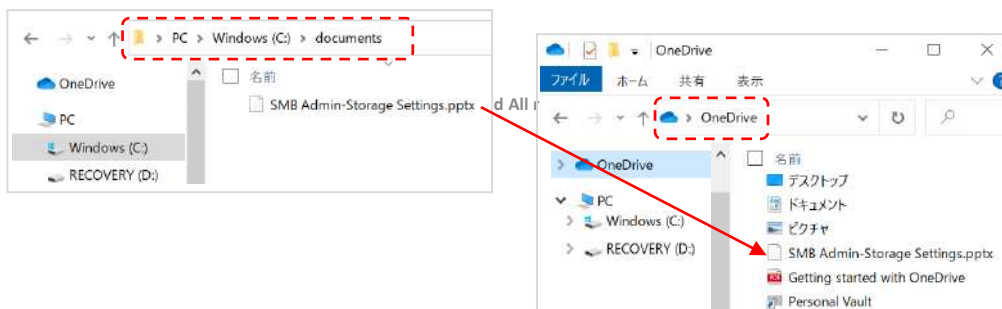 PC > Windows (C:) > documents
OneDrive
PC
Windows (C:)
RECOVERY (D:)
名前
SMB Admin-Storage Settings.pptx
d All
OneDrive
ファイル ホーム 共有 表示
OneDrive
OneDrive
PC
Windows (C:)
RECOVERY (D:)
名前
デスクトップ
ドキュメント
ピクチャ
SMB Admin-Storage Settings.pptx
Getting started with OneDrive
Personal Vault